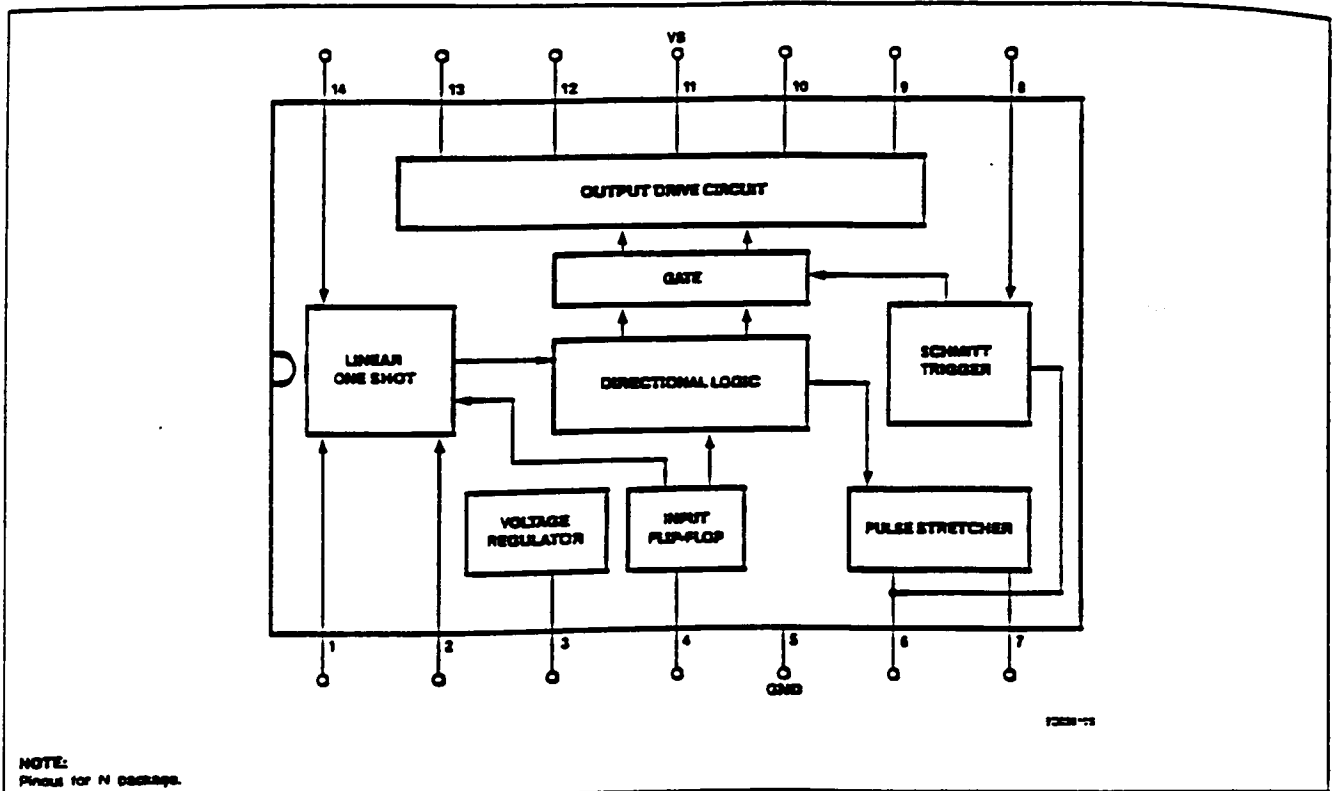 VS
14 13 12 11 10 9 8
OUTPUT DRIVE CIRCUIT
GATE
LINEAR
ONE SHOT
DIRECTIONAL LOGIC
SCHMITT
TRIGGER
VOLTAGE
REGULATOR
INPUT
FLIP-FLOP
PULSE STRETCHER
1 2 3 4 5 6 7
GND
NOTE:
Pinout for N package.